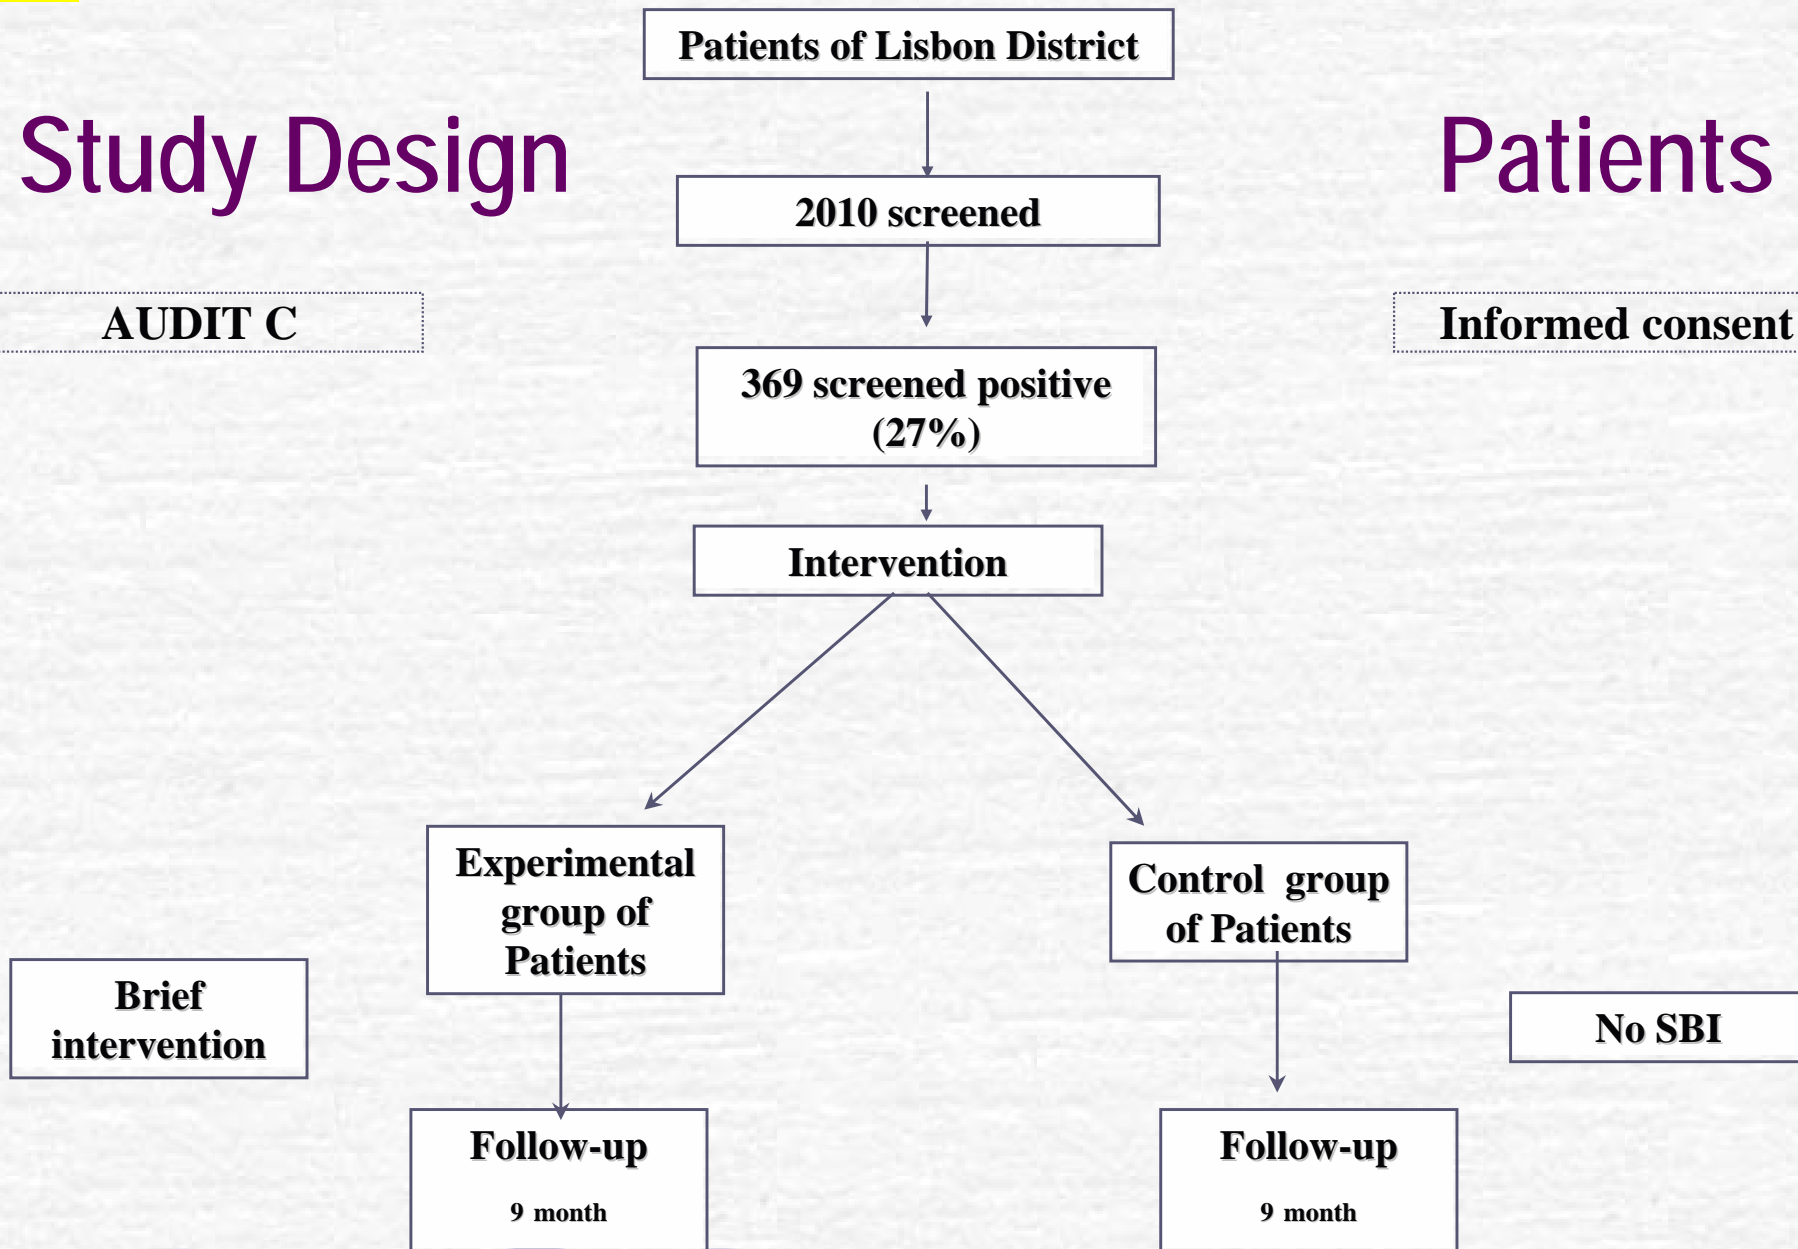 Patients of Lisbon District
Study Design
Patients
2010 screened
AUDIT C
Informed consent
369 screened positive
(27%)
Intervention
Experimental
group of
Patients
Control group
of Patients
Brief
intervention
No SBI
Follow-up
9 month
Follow-up
9 month